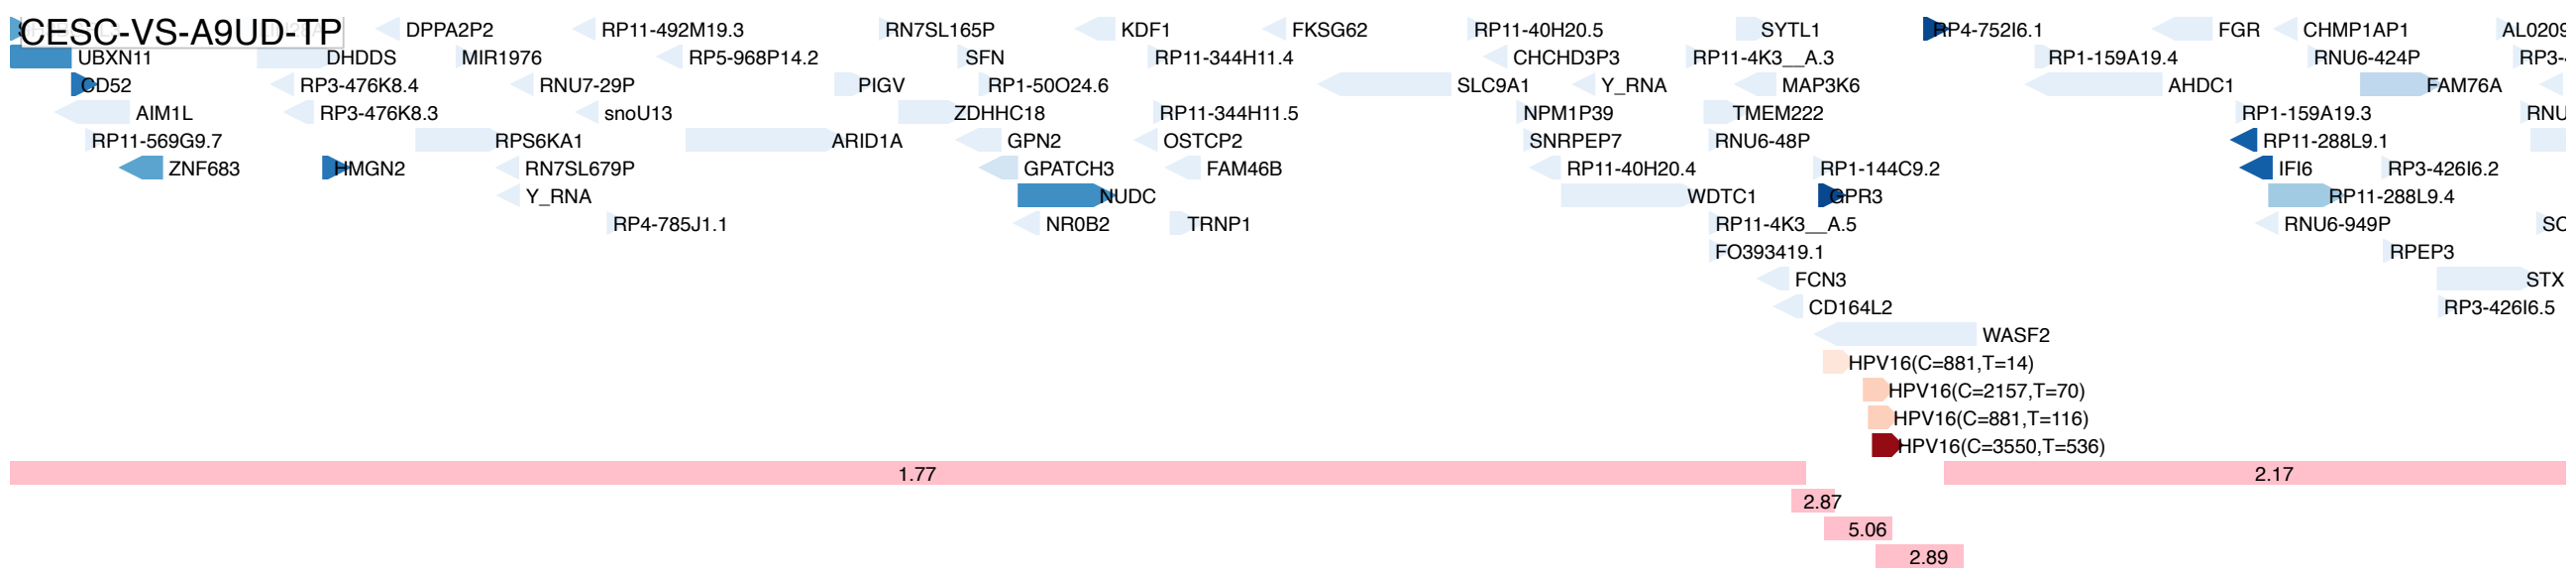 CESC-VS-A9UD-TP
DPPA2P2 RP11-492M19.3 RN7SL165P KDF1 FKSG62 RP11-40H20.5 SYTL1 RP4-752I6.1 FGR CHMP1AP1 AL0209
UBXN11 DHDDS MIR1976 RP5-968P14.2 SFN RP11-344H11.4 CHCHD3P3 RP11-4K3__A.3 RP1-159A19.4 RNU6-424P RP3-
CD52 RP3-476K8.4 RNU7-29P PIGV RP1-50O24.6 SLC9A1 Y_RNA MAP3K6 AHDC1 FAM76A
AIM1L RP3-476K8.3 snoU13 ZDHHC18 RP11-344H11.5 NPM1P39 TMEM222 RP1-159A19.3 RNU
RP11-569G9.7 RPS6KA1 ARID1A GPN2 OSTCP2 SNRPEP7 RNU6-48P RP11-288L9.1
ZNF683 HMGN2 RN7SL679P GPATCH3 FAM46B RP11-40H20.4 RP1-144C9.2 IFI6 RP3-426I6.2
Y_RNA NUDC WDTC1 GPR3 RP11-288L9.4
RP4-785J1.1 NR0B2 TRNP1 RP11-4K3__A.5 RNU6-949P SC
FO393419.1 RPEP3
FCN3 STX
CD164L2 RP3-426I6.5
WASF2
HPV16(C=881,T=14)
HPV16(C=2157,T=70)
HPV16(C=881,T=116)
HPV16(C=3550,T=536)
1.77 2.17
2.87
5.06
2.89